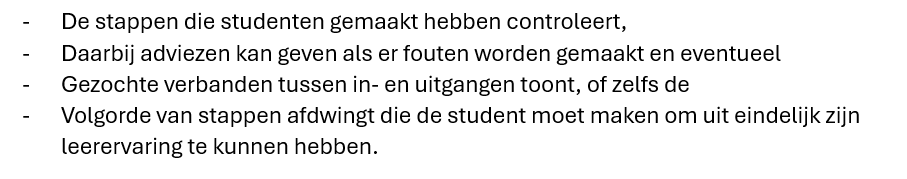 - De stappen die studenten gemaakt hebben controleert,
- Daarbij adviezen kan geven als er fouten worden gemaakt en eventueel
- Gezochte verbanden tussen in- en uitgangen toont, of zelfs de
- Volgorde van stappen afdwingt die de student moet maken om uit eindelijk zijn
leerervaring te kunnen hebben.